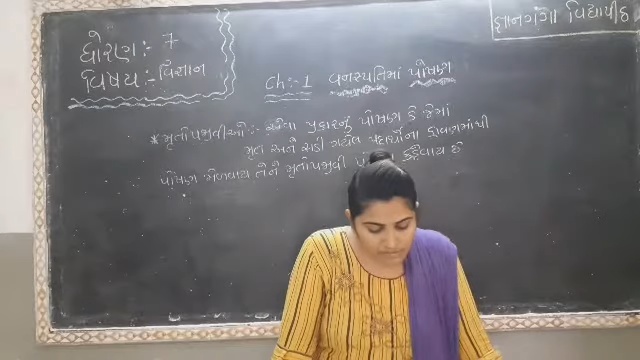 જ્ઞાનગંગા વિદ્યાપીઠ
ધોરણ:- 7
વિષય:- વિજ્ઞાન
ch:-1 વનસ્પતિમાં પોષણ
* મૃતોપજીવીઓ:- એવા પ્રકારનું પોષણ કે જેમાં
મૃત અને સડી ગયેલ પદાર્થોના દ્રાવણમાંથી
પોષણ મેળવાય તેને મૃતોપજીવી કહેવાય છે